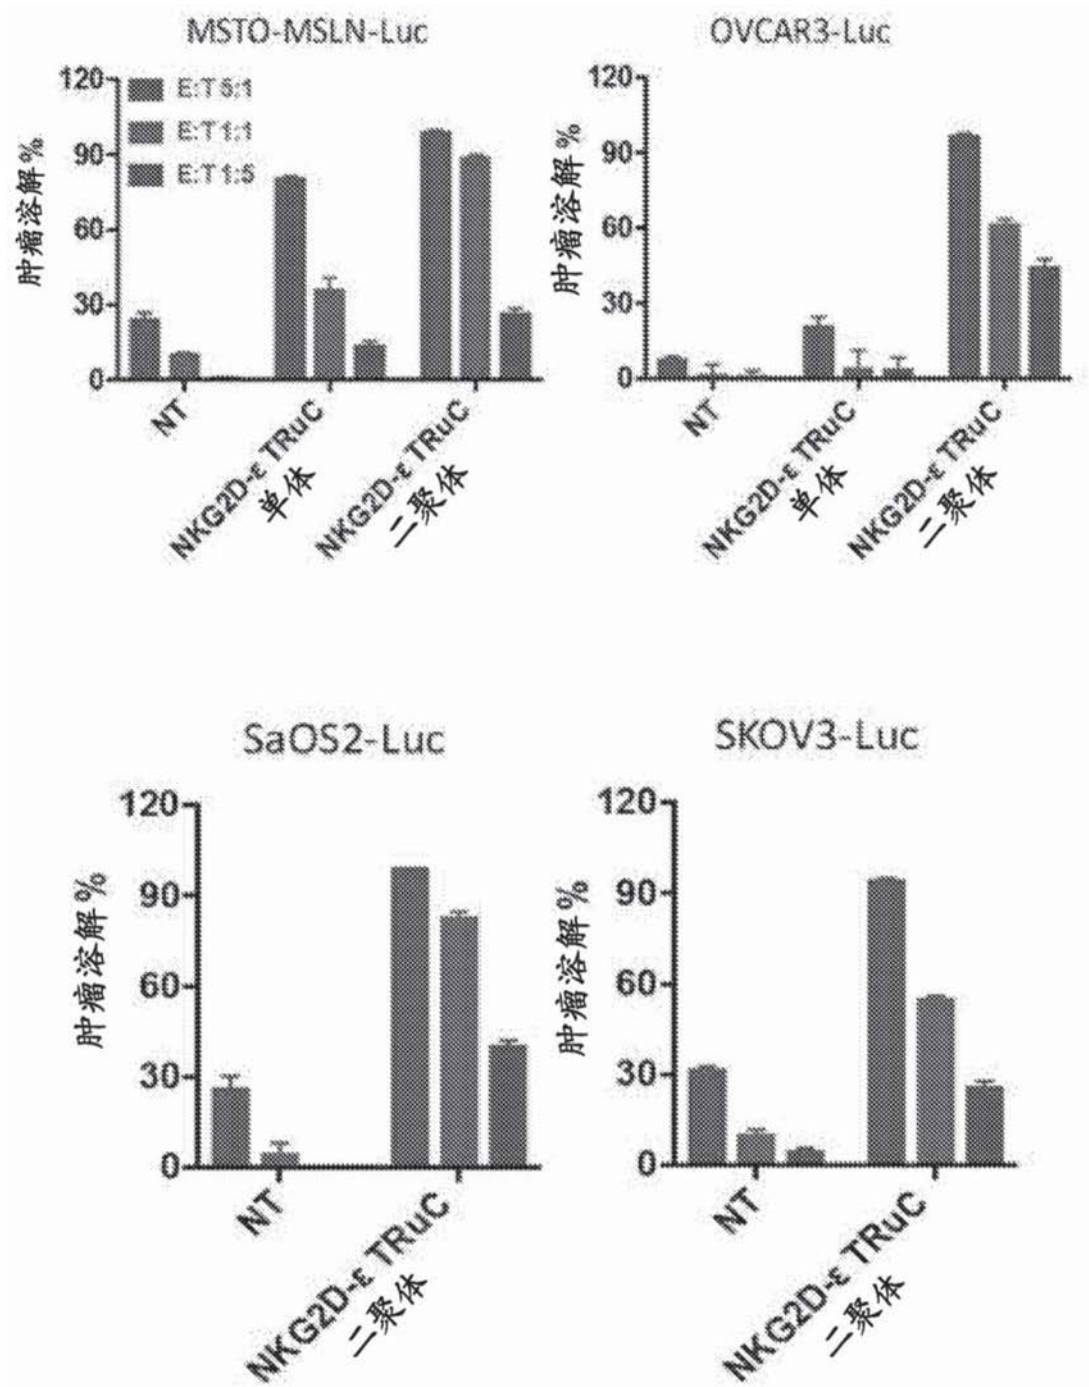 MSTO-MSLN-Luc
肿瘤溶解%
120
90
60
30
0
E:T 5:1
E:T 1:1
E:T 1:5
NT
NKG2D-ε TRuC
单体
NKG2D-ε TRuC
二聚体
OVCAR3-Luc
肿瘤溶解%
120
90
60
30
0
NT
NKG2D-ε TRuC
单体
NKG2D-ε TRuC
二聚体
SaOS2-Luc
肿瘤溶解%
120
90
60
30
0
NT
NKG2D-ε TRuC
二聚体
SKOV3-Luc
肿瘤溶解%
120
90
60
30
0
NT
NKG2D-ε TRuC
二聚体